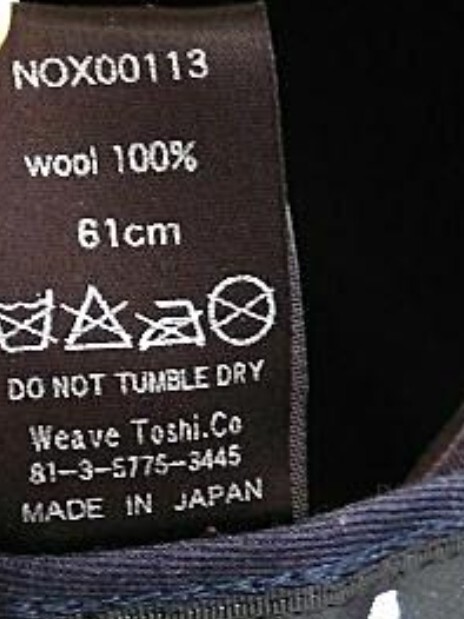 NOX00113
wool 100%
61cm
DO NOT TUMBLE DRY
Weave Toshi.Co
81-3-5775-3445
MADE IN JAPAN